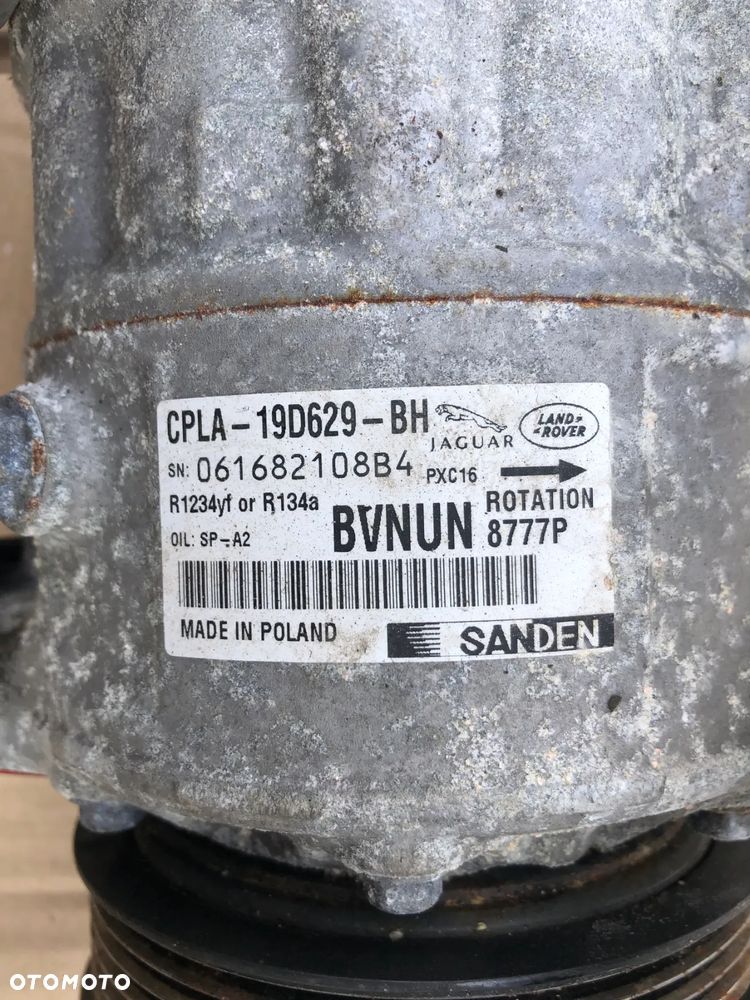 CPLA-19D629-BH
JAGUAR
LAND-
-ROVER
SN: 061682108B4 PXC16
R1234yf or R134a
ROTATION
OIL: SP-A2 BVNUN 8777P
MADE IN POLAND SANDEN
OTOMOTO